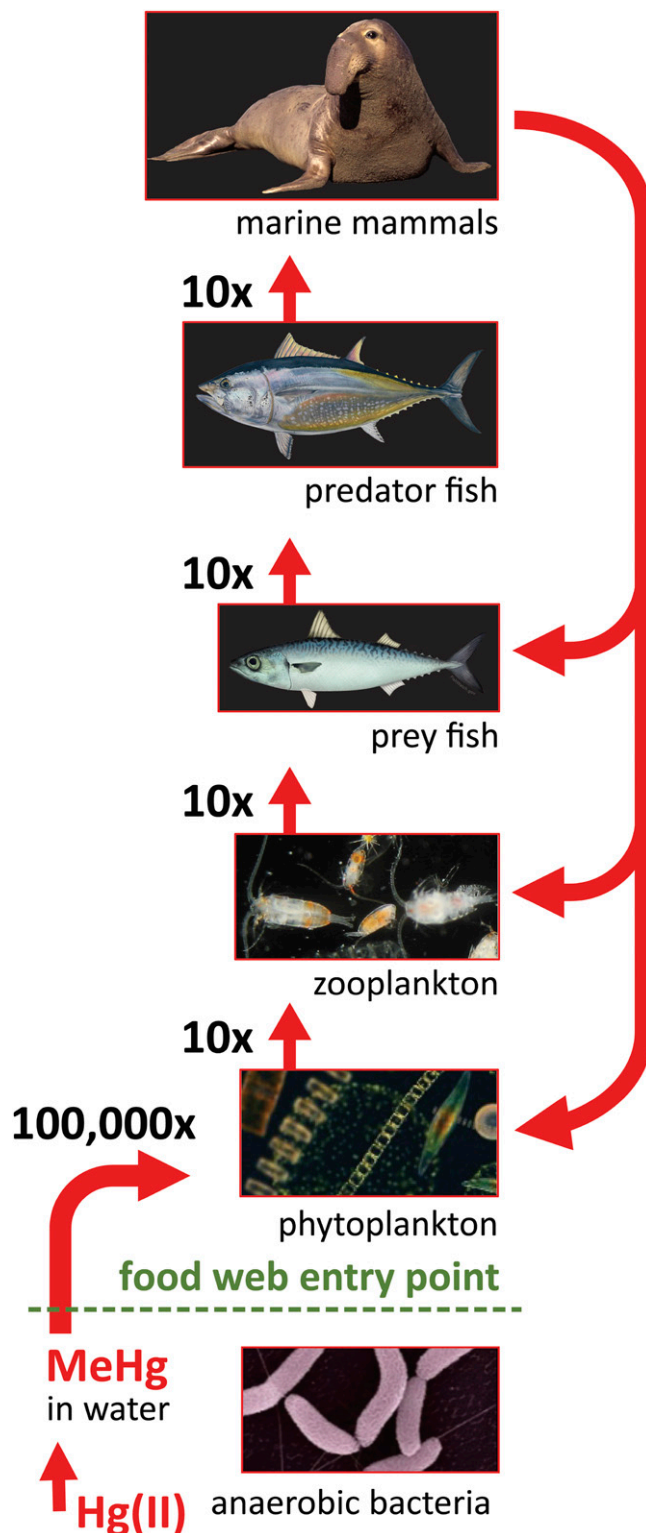 marine mammals
10x
predator fish
10x
prey fish
10x
zooplankton
10x
100,000x
phytoplankton
food web entry point
MeHg
in water
Hg(II)
anaerobic bacteria